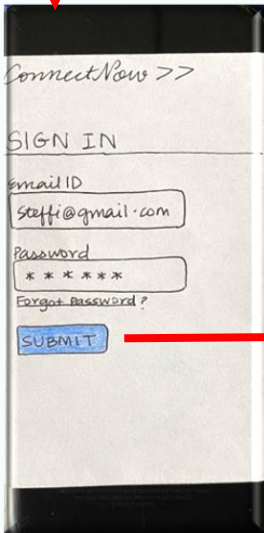 ConnectNow >>
SIGN IN
Email ID
Steffi@gmail.com
Password
* * * * * *
Forgot Password?
SUBMIT